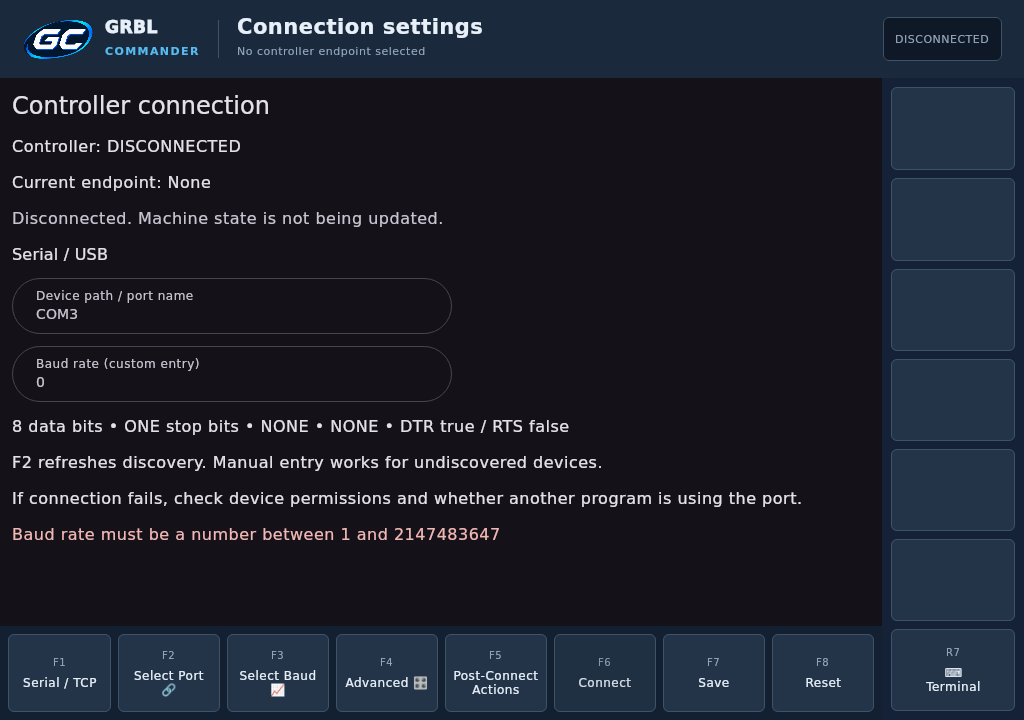 GC
GRBL
COMMANDER
Connection settings
No controller endpoint selected
DISCONNECTED
Controller connection
Controller: DISCONNECTED
Current endpoint: None
Disconnected. Machine state is not being updated.
Serial / USB
Device path / port name
COM3
Baud rate (custom entry)
0
8 data bits • ONE stop bits • NONE • NONE • DTR true / RTS false
F2 refreshes discovery. Manual entry works for undiscovered devices.
If connection fails, check device permissions and whether another program is using the port.
Baud rate must be a number between 1 and 2147483647
F1
Serial / TCP
F2
Select Port
F3
Select Baud
F4
Advanced
F5
Post-Connect
Actions
F6
Connect
F7
Save
F8
Reset
R7
Terminal